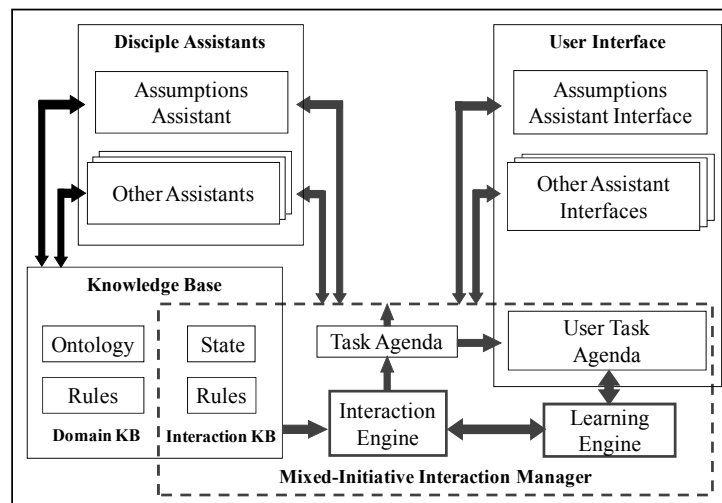 Disciple Assistants
Assumptions
Assistant
Other Assistants
User Interface
Assumptions
Assistant Interface
Other Assistant
Interfaces
Knowledge Base
Ontology
Rules
Domain KB
State
Rules
Interaction KB
Task Agenda
User Task
Agenda
Interaction
Engine
Learning
Engine
Mixed-Initiative Interaction Manager